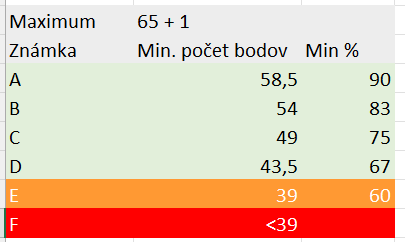 Maximum 65 + 1
Známka Min. počet bodov Min %
A 58,5 90
B 54 83
C 49 75
D 43,5 67
E 39 60
F <39